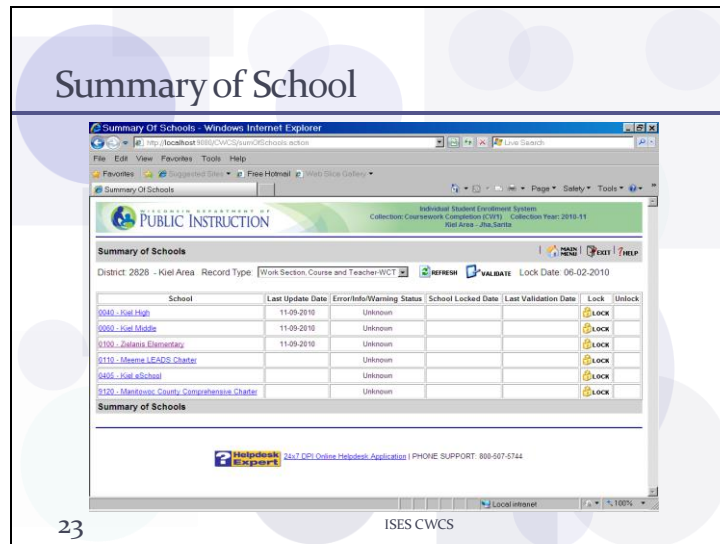 Summary of School
Summary Of Schools - Windows Internet Explorer
http://localhost:9080/CWCS/sumOfSchools.action
Live Search
File Edit View Favorites Tools Help
Favorites Suggested Sites Free Hotmail Web Slice Gallery
Summary Of Schools Page Safety Tools
WISCONSIN DEPARTMENT OF
PUBLIC INSTRUCTION
Individual Student Enrollment System
Collection: Coursework Completion (CW1) Collection Year: 2010-11
Kiel Area - Jha,Sarita
Summary of Schools | MAIN MENU | EXIT | ? HELP
District: 2828 - Kiel Area Record Type: Work Section, Course and Teacher-WCT REFRESH VALIDATE Lock Date: 06-02-2010
School Last Update Date Error/Info/Warning Status School Locked Date Last Validation Date Lock Unlock
0040 - Kiel High 11-09-2010 Unknown LOCK
0060 - Kiel Middle 11-09-2010 Unknown LOCK
0100 - Zielanis Elementary 11-09-2010 Unknown LOCK
0110 - Meeme LEADS Charter Unknown LOCK
0405 - Kiel eSchool Unknown LOCK
9120 - Manitowoc County Comprehensive Charter Unknown LOCK
Summary of Schools
? Helpdesk Expert 24x7 DPI Online Helpdesk Application | PHONE SUPPORT: 800-507-5744
Local intranet 100%
23 ISES CWCS